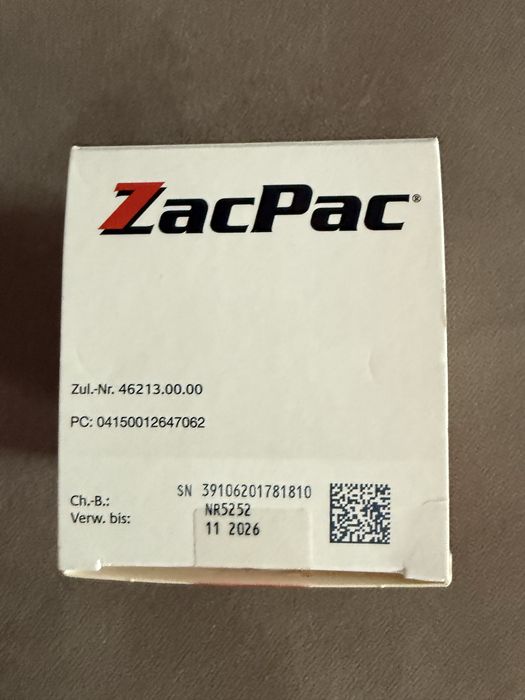 ZacPac®
Zul.-Nr. 46213.00.00
PC: 04150012647062
SN 39106201781810
Ch.-B.: NR5252
Verw. bis: 11 2026